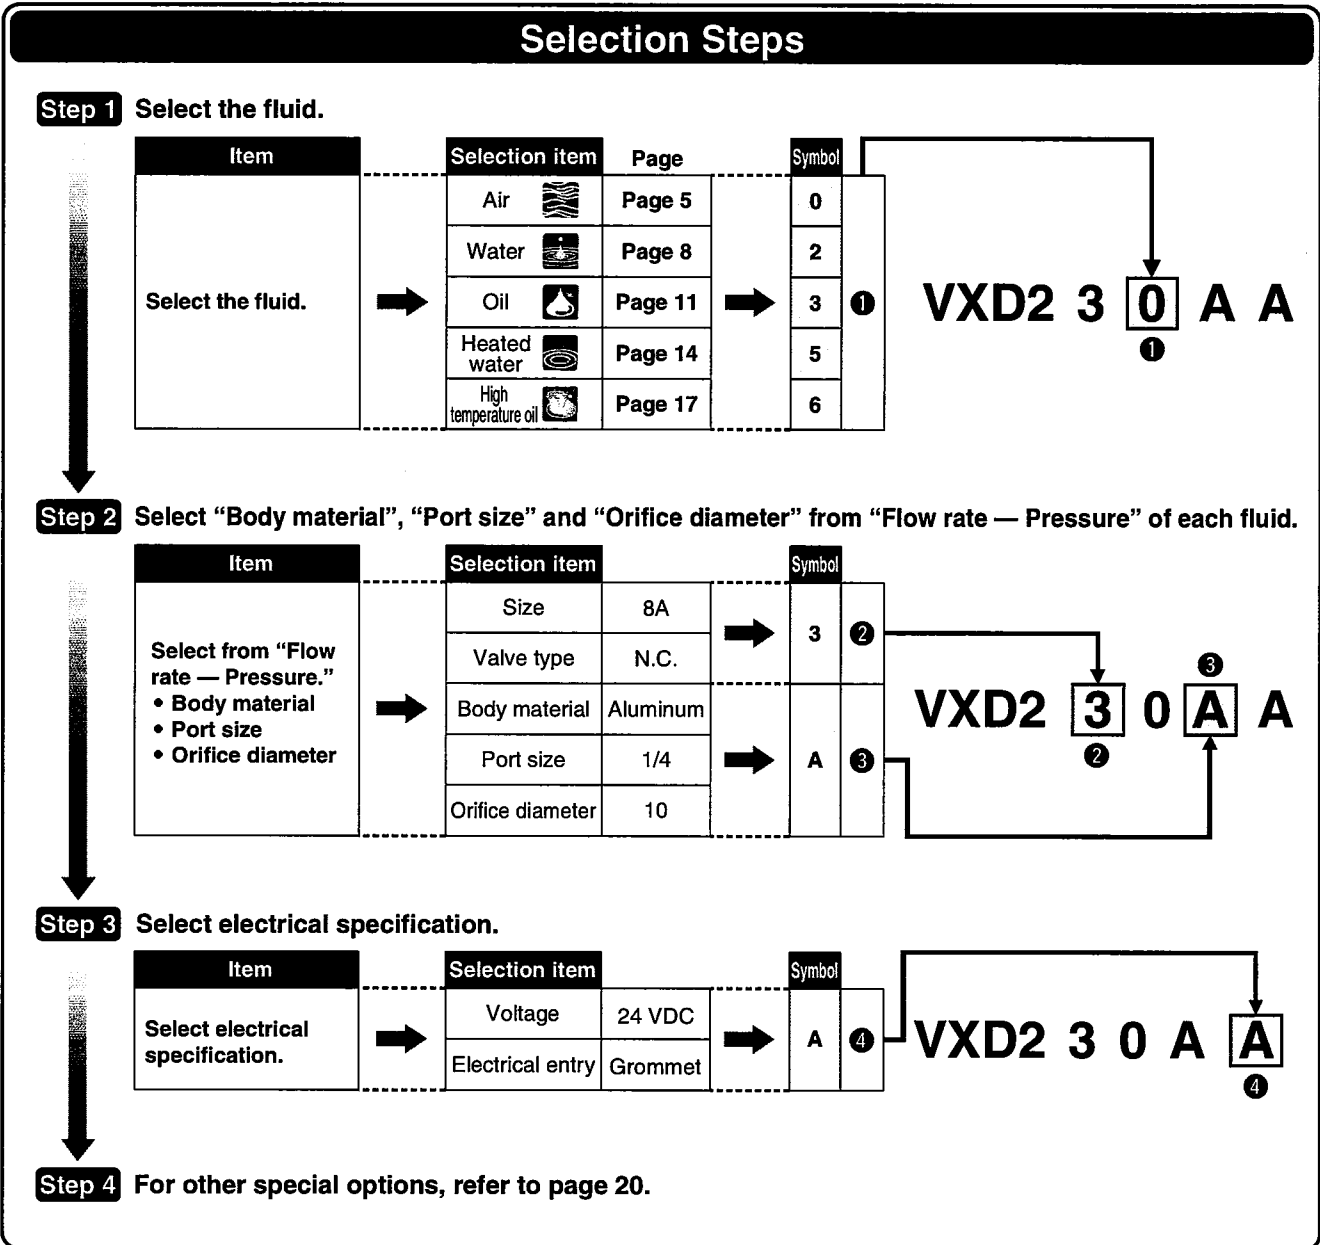 Selection Steps
Step 1 Select the fluid.
Item Selection item Page Symbol
Select the fluid.
Air Page 5 0
Water Page 8 2
Oil Page 11 3
Heated water Page 14 5
High temperature oil Page 17 6
❶
VXD2 3 0 A A
❶
Step 2 Select “Body material”, “Port size” and “Orifice diameter” from “Flow rate — Pressure” of each fluid.
Item Selection item Symbol
Select from “Flow
rate — Pressure.”
• Body material
• Port size
• Orifice diameter
Size 8A
Valve type N.C.
3 ❷
Body material Aluminum
Port size 1/4
Orifice diameter 10
A ❸
❸
VXD2 3 0 A A
❷
Step 3 Select electrical specification.
Item Selection item Symbol
Select electrical
specification.
Voltage 24 VDC
Electrical entry Grommet
A ❹
VXD2 3 0 A A
❹
Step 4 For other special options, refer to page 20.